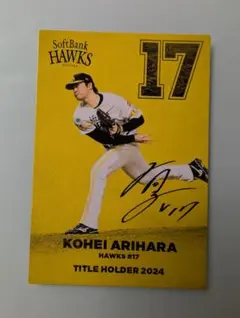 SoftBank
HAWKS
17
KOHEI ARIHARA
HAWKS #17
TITLE HOLDER 2024